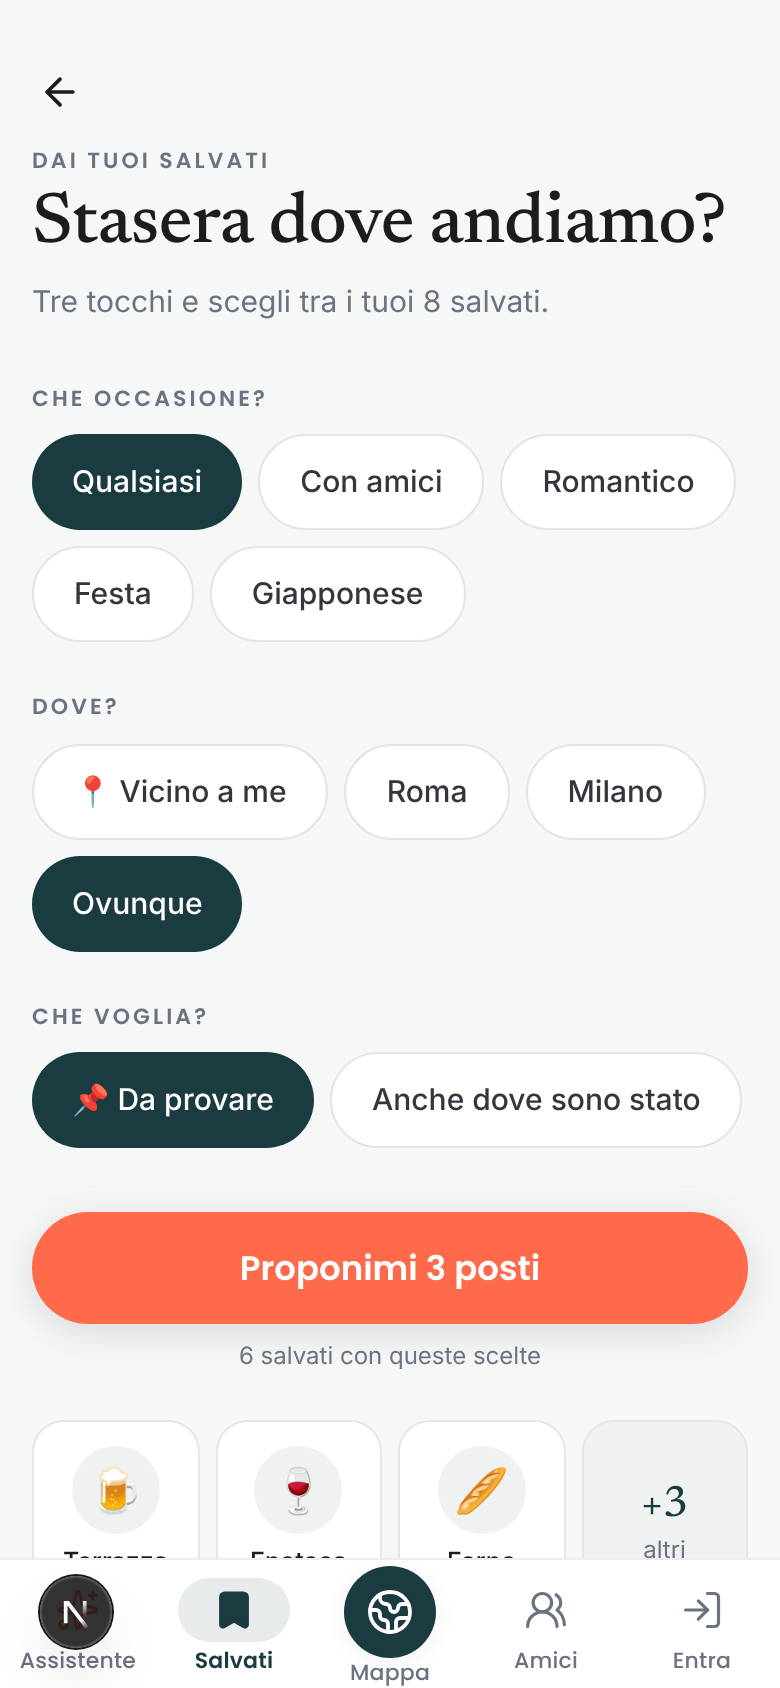 DAI TUOI SALVATI
Stasera dove andiamo?
Tre tocchi e scegli tra i tuoi 8 salvati.
CHE OCCASIONE?
Qualsiasi
Con amici
Romantico
Festa
Giapponese
DOVE?
Vicino a me
Roma
Milano
Ovunque
CHE VOGLIA?
Da provare
Anche dove sono stato
Proponimi 3 posti
6 salvati con queste scelte
+3
altri
N
Assistente
Salvati
Mappa
Amici
Entra